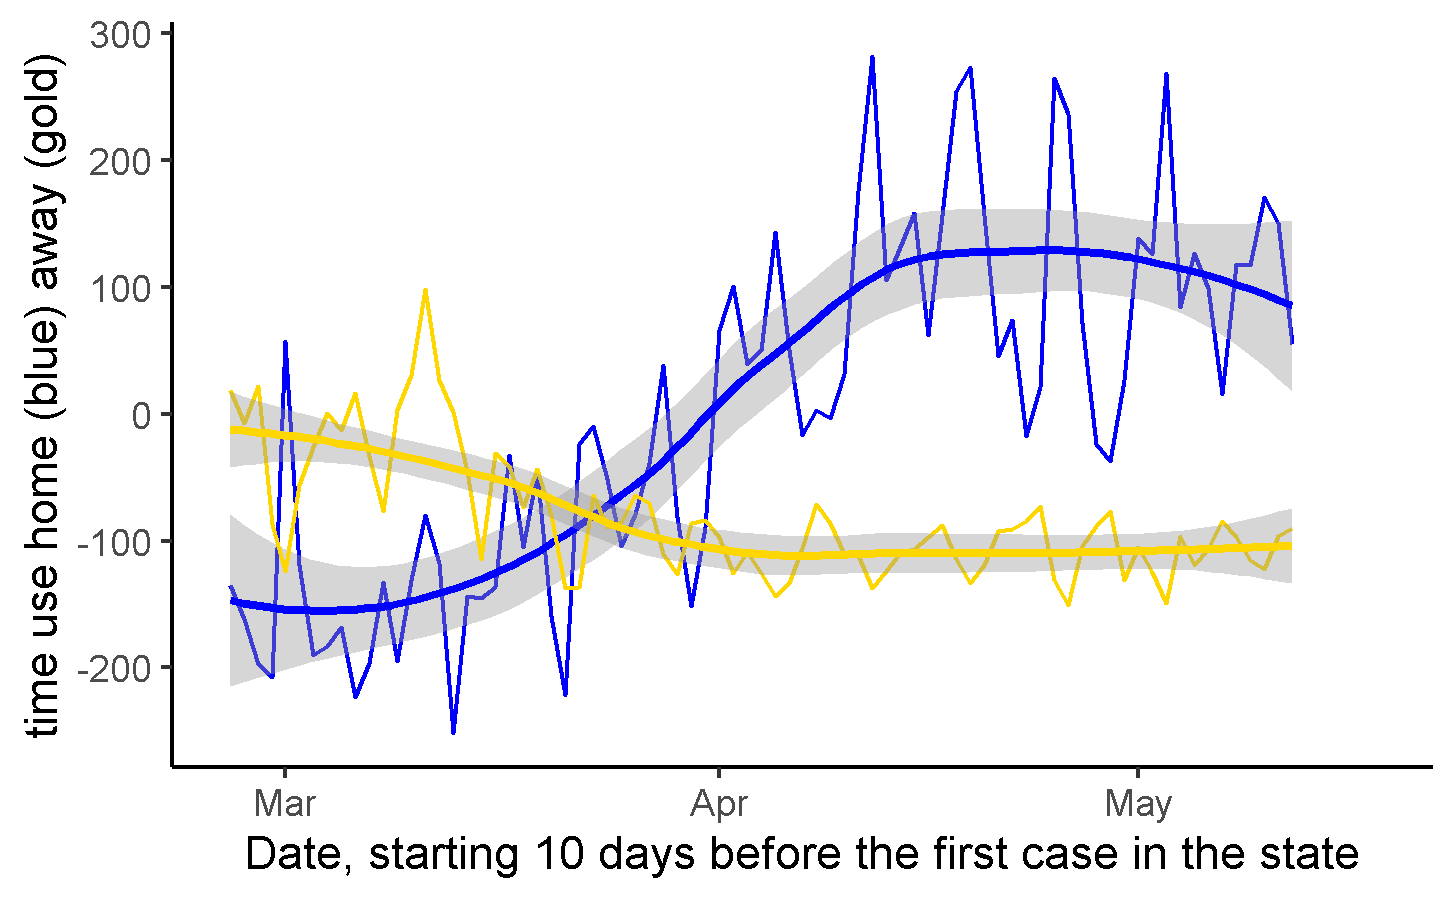 time use home (blue) away (gold)
300
200
100
0
-100
-200
Mar
Apr
May
Date, starting 10 days before the first case in the state